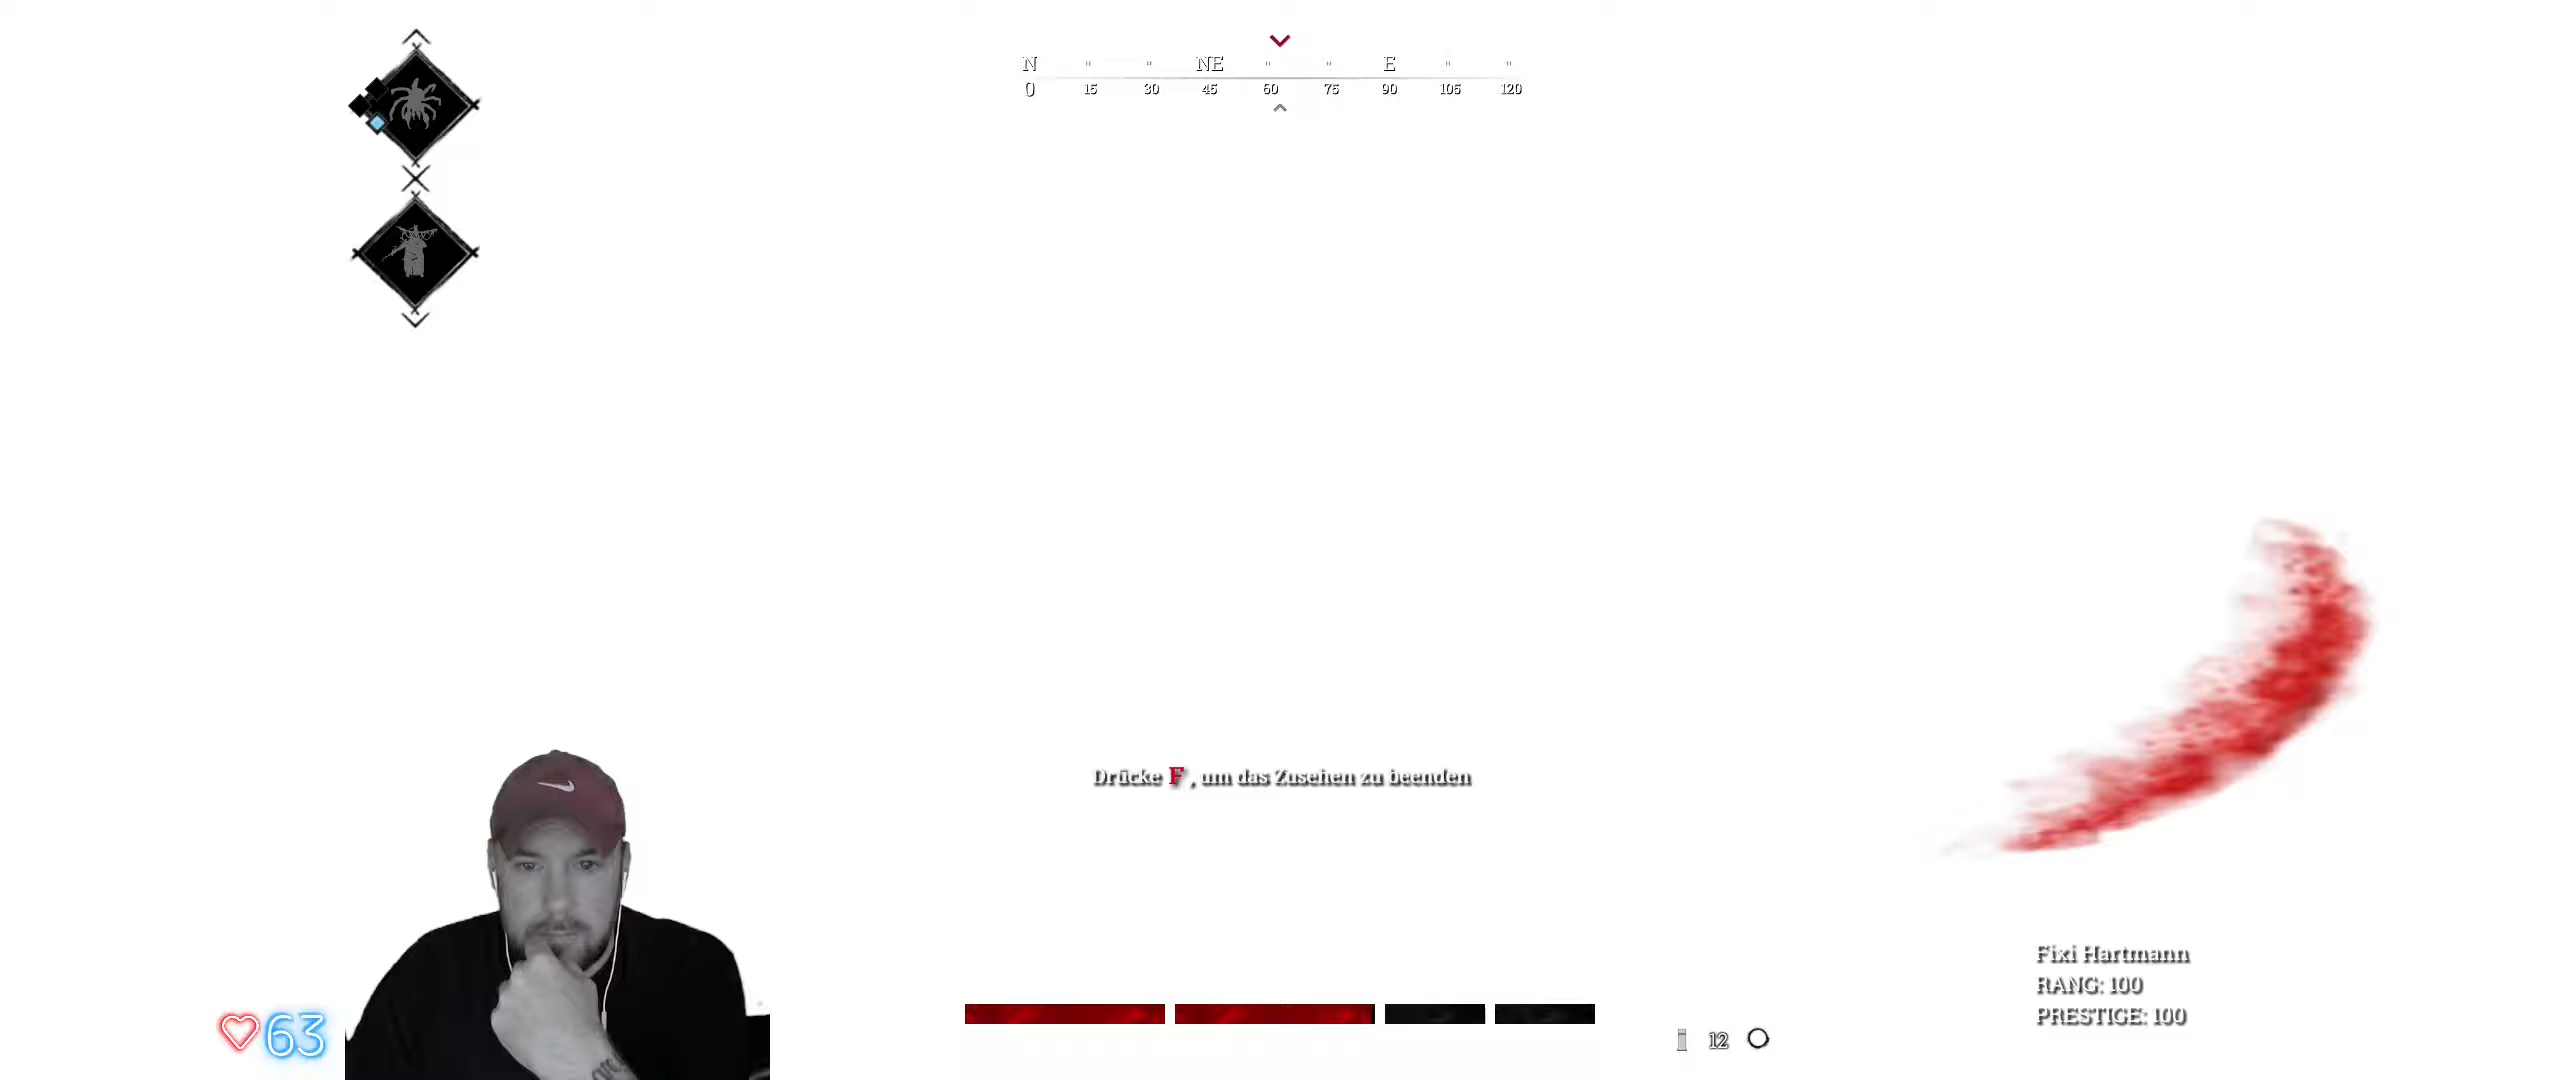 N NE E
0 15 30 45 60 75 90 105 120
Drücke F, um das Zusehen zu beenden
Fixi Hartmann
RANG: 100
PRESTIGE: 100
63
12